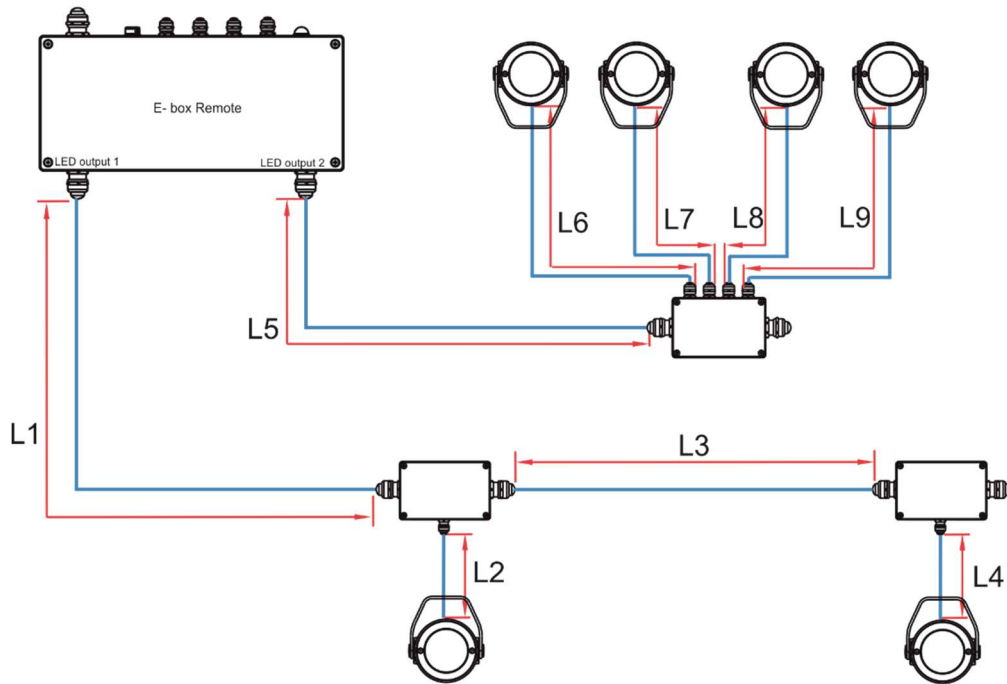 E- box Remote
LED output 1
LED output 2
L6
L7
L8
L9
L5
L1
L3
L2
L4